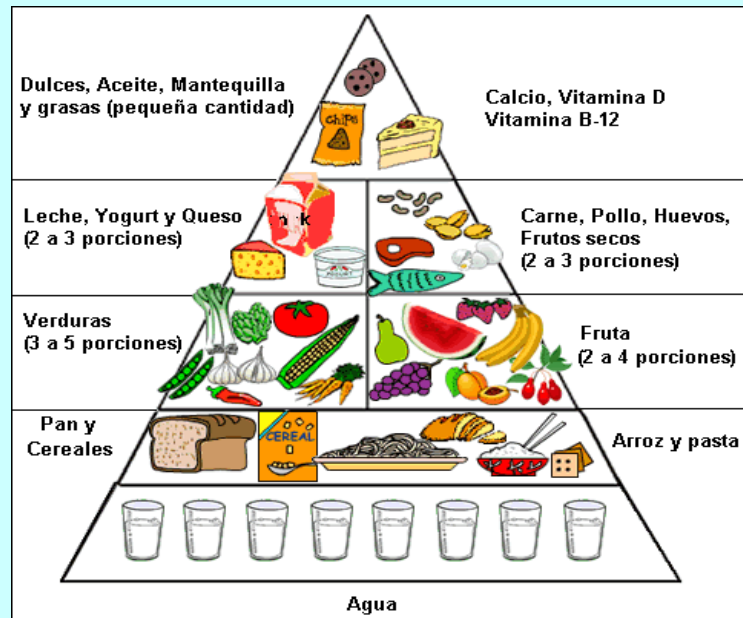 Dulces, Aceite, Mantequilla
y grasas (pequeña cantidad)
Calcio, Vitamina D
Vitamina B-12
chips
Leche, Yogurt y Queso
(2 a 3 porciones)
Carne, Pollo, Huevos,
Frutos secos
(2 a 3 porciones)
YOGURT
Verduras
(3 a 5 porciones)
Fruta
(2 a 4 porciones)
Pan y
Cereales
CEREAL
Arroz y pasta
Agua